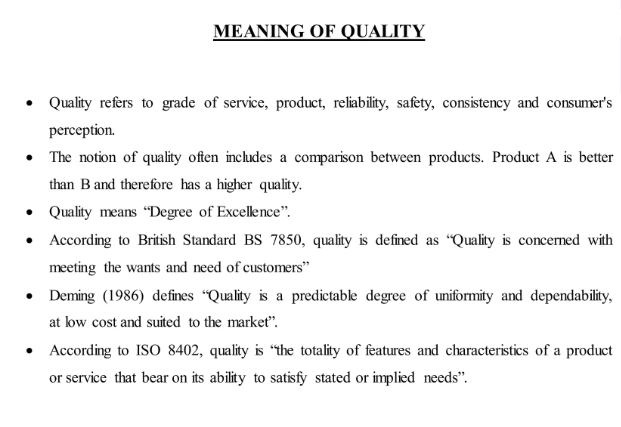 MEANING OF QUALITY
• Quality refers to grade of service, product, reliability, safety, consistency and consumer's
perception.
• The notion of quality often includes a comparison between products. Product A is better
than B and therefore has a higher quality.
• Quality means “Degree of Excellence”.
• According to British Standard BS 7850, quality is defined as “Quality is concerned with
meeting the wants and need of customers”
• Deming (1986) defines “Quality is a predictable degree of uniformity and dependability,
at low cost and suited to the market”.
• According to ISO 8402, quality is “the totality of features and characteristics of a product
or service that bear on its ability to satisfy stated or implied needs”.